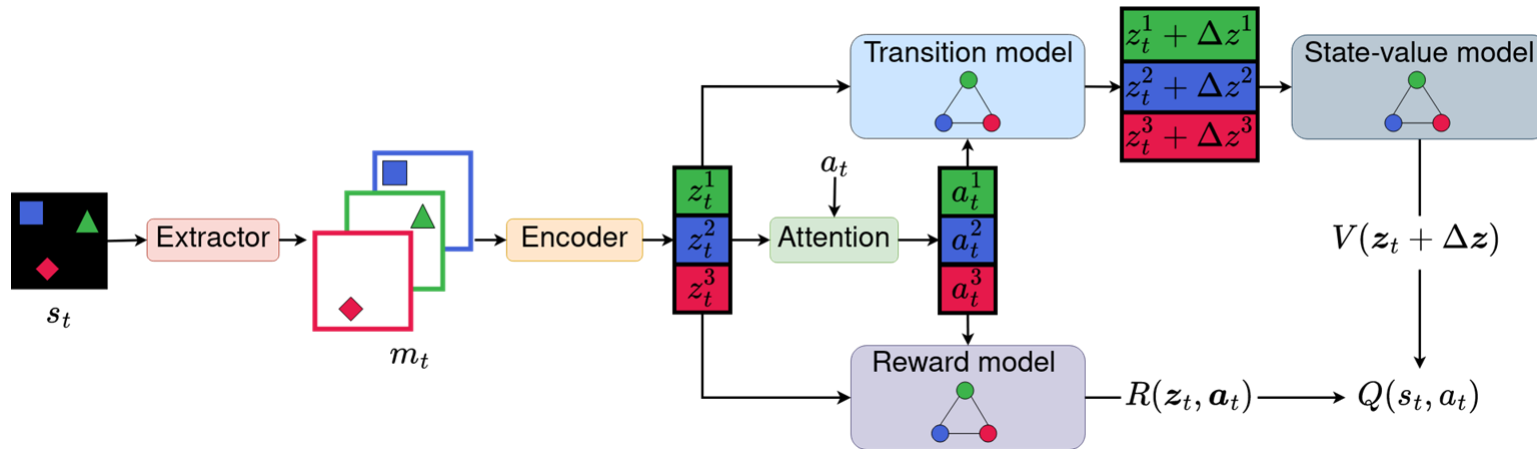 s_t
Extractor
m_t
Encoder
z_t^1
z_t^2
z_t^3
a_t
Attention
a_t^1
a_t^2
a_t^3
Transition model
z_t^1 + Δz^1
z_t^2 + Δz^2
z_t^3 + Δz^3
State-value model
V(z_t + Δz)
Reward model
R(z_t, a_t)
Q(s_t, a_t)